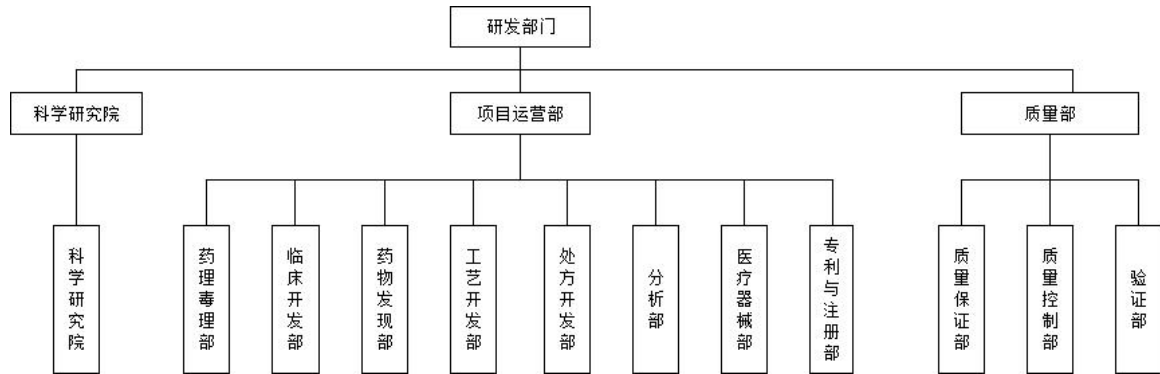 研发部门
科学研究院
项目运营部
质量部
科学研究院
药理毒理部
临床开发部
药物发现部
工艺开发部
处方开发部
分析部
医疗器械部
专利与注册部
质量保证部
质量控制部
验证部